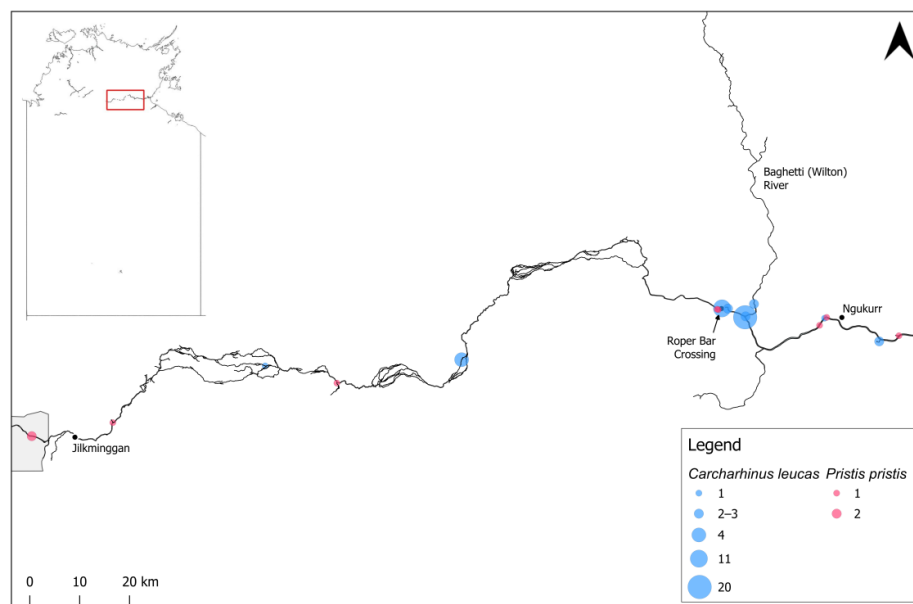 Baghetti (Wilton)
River
Ngukurr
Roper Bar
Crossing
Jilkminggan
Legend
Carcharhinus leucas Pristis pristis
1 1
2–3 2
4
11
20
0 10 20 km